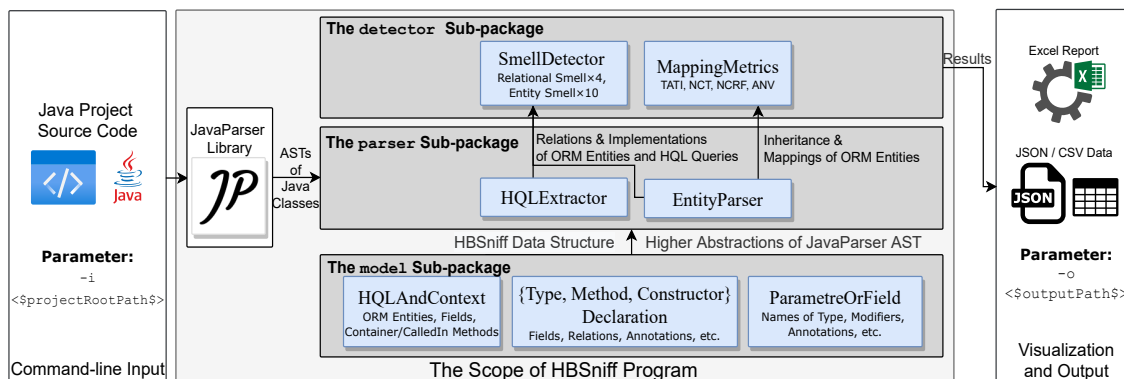 Java Project
Source Code
Java
Parameter:
-i
<$projectRootPath$>
Command-line Input
JavaParser
Library
JP
ASTs
of
Java
Classes
The detector Sub-package
SmellDetector
Relational Smell×4,
Entity Smell×10
MappingMetrics
TATI, NCT, NCRF, ANV
The parser Sub-package
Relations & Implementations
of ORM Entities and HQL Queries
Inheritance &
Mappings of ORM Entities
HQLExtractor
EntityParser
HBSniff Data Structure
Higher Abstractions of JavaParser AST
The model Sub-package
HQLAndContext
ORM Entities, Fields,
Container/CalledIn Methods
{Type, Method, Constructor}
Declaration
Fields, Relations, Annotations, etc.
ParametreOrField
Names of Type, Modifiers,
Annotations, etc.
The Scope of HBSniff Program
Results
Excel Report
X
JSON / CSV Data
JSON
Parameter:
-o
<$outputPath$>
Visualization
and Output